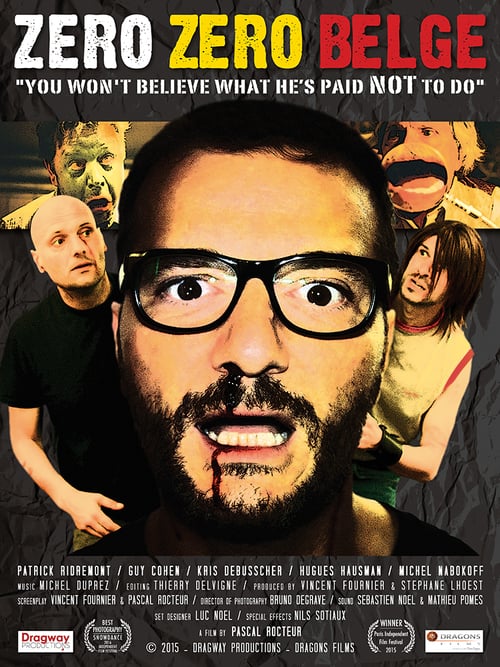 ZERO ZERO BELGE
"YOU WON'T BELIEVE WHAT HE'S PAID NOT TO DO"
PATRICK RIDREMONT / GUY COHEN / KRIS DEBUSSCHER / HUGUES HAUSMAN / MICHEL NABOKOFF
MUSIC MICHEL DUPREZ / EDITING THIERRY DELVIGNE / PRODUCED BY VINCENT FOURNIER & STEPHANE LHOEST
SCREENPLAY VINCENT FOURNIER & PASCAL ROCTEUR / DIRECTOR OF PHOTOGRAPHY BRUNO DEGRAVE / SOUND SEBASTIEN NOEL & MATHIEU POMES
SET DESIGNER LUC NOEL / SPECIAL EFFECTS NILS SOTIAUX
A FILM BY PASCAL ROCTEUR
© 2015 - DRAGWAY PRODUCTIONS - DRAGONS FILMS
Dragway
PRODUCTIONS
BEST
PHOTOGRAPHY
SNOWDANCE
INDEPENDENT FILM FESTIVAL
WINNER
Paris Independent
Film Festival
2015
DRAGONS